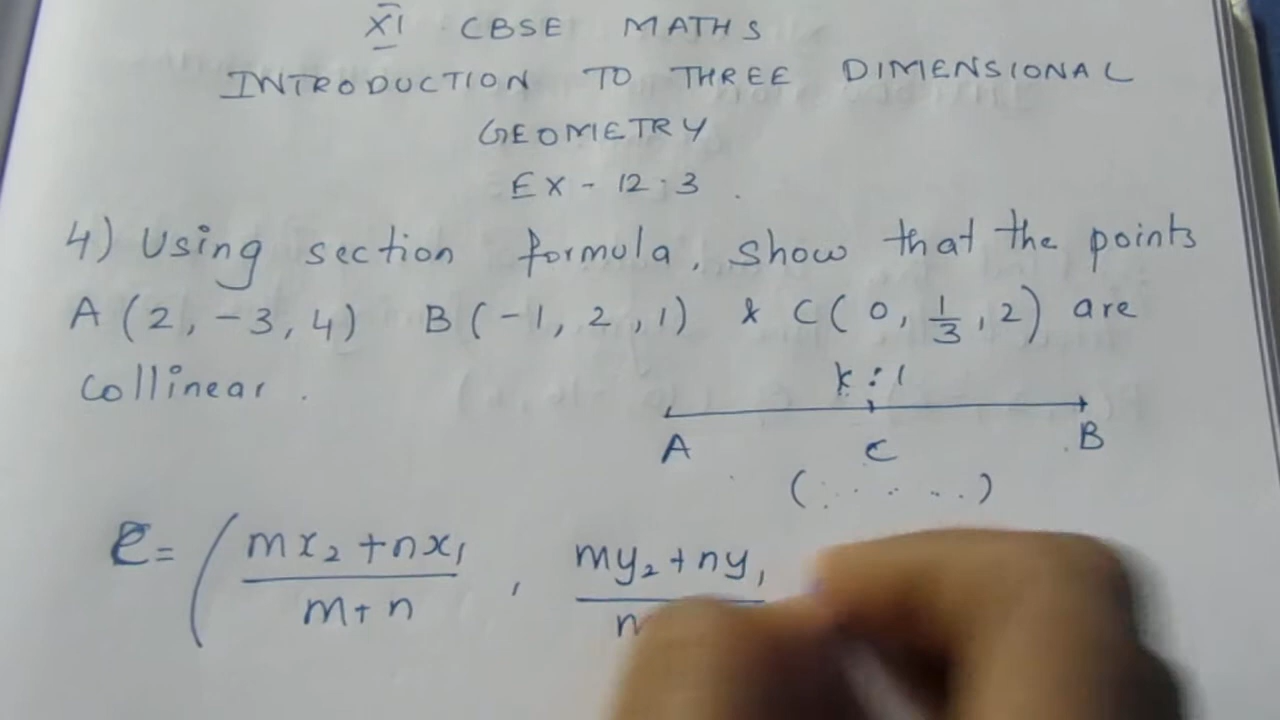 XI CBSE MATHS
INTRODUCTION TO THREE DIMENSIONAL
GEOMETRY
EX - 12.3
4) Using section formula, show that the points
A (2, -3, 4) B (-1, 2, 1) & C (0, 1/3, 2) are
collinear.
k : 1
A C B
(. . . . . .)
C = ( mx₂ + nx₁ / m + n , my₂ + ny₁ /